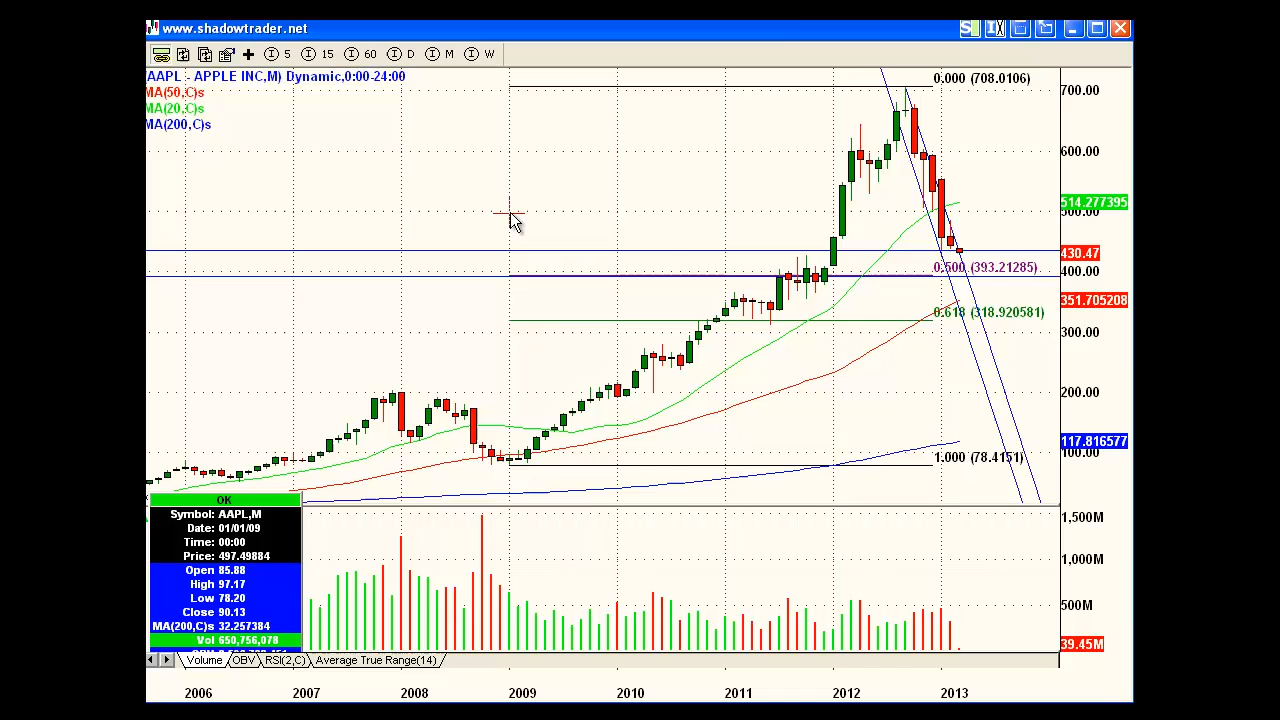 www.shadowtrader.net
5 15 60 D M W
AAPL - APPLE INC,M) Dynamic,0:00-24:00
MA(50,C)s
MA(20,C)s
MA(200,C)s
0.000 (708.0106)
700.00
600.00
514.277395
500.00
430.47
0.500 (393.21285)
400.00
351.705208
0.618 (318.920581)
300.00
200.00
117.816577
100.00
1.000 (78.4151)
OK
Symbol: AAPL,M
Date: 01/01/09
Time: 00:00
Price: 497.49884
Open 85.88
High 97.17
Low 78.20
Close 90.13
MA(200,C)s 32.257384
Vol 650,756,078
1,500M
1,000M
500M
39.45M
Volume OBV RSI(2,C) Average True Range(14)
2006 2007 2008 2009 2010 2011 2012 2013